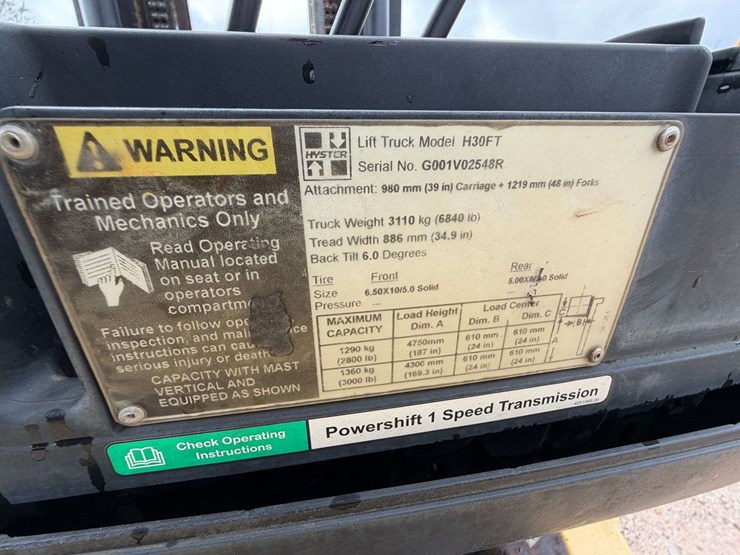 WARNING
Trained Operators and
Mechanics Only
Read Operating
Manual located
on seat or in
operators
Failure to follow
inspection, and
instructions can
serious injury or death
CAPACITY WITH MAST
VERTICAL AND
EQUIPPED AS SHOWN
HYSTER
Lift Truck Model H30FT
Serial No. G001V02548R
Attachment: 980 mm (39 in) Carriage + 1219 mm (48 in) Forks
Truck Weight 3110 kg (6840 lb)
Tread Width 886 mm (34.9 in)
Back Tilt 6.0 Degrees
Tire Front Rear
Size 6.50X10/5.0 Solid Solid
Pressure --- ---
MAXIMUM CAPACITY Load Height Dim. A Load Center Dim. B Dim. C
1290 kg (2800 lb) 4750mm (187 in) 610 mm (24 in) 610 mm (24 in)
1360 kg (3000 lb) 4300 mm (169.3 in) 610 mm (24 in) 610 mm (24 in)
A B C
Check Operating
Instructions
Powershift 1 Speed Transmission